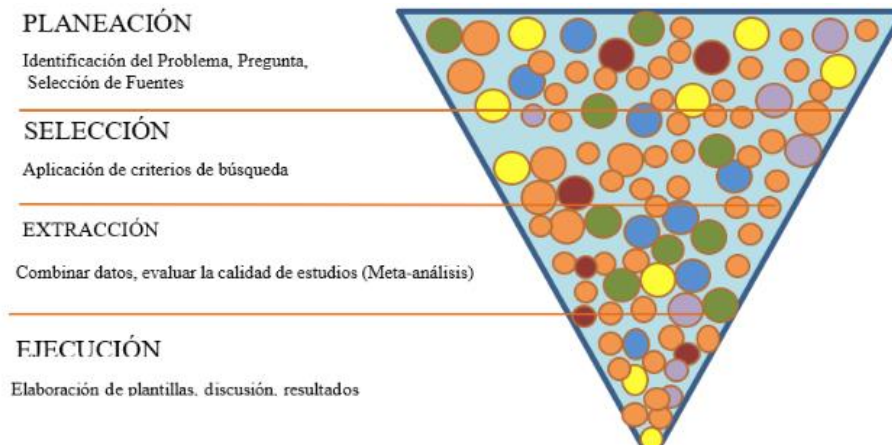 PLANEACIÓN
Identificación del Problema, Pregunta,
Selección de Fuentes
SELECCIÓN
Aplicación de criterios de búsqueda
EXTRACCIÓN
Combinar datos, evaluar la calidad de estudios (Meta-análisis)
EJECUCIÓN
Elaboración de plantillas, discusión, resultados